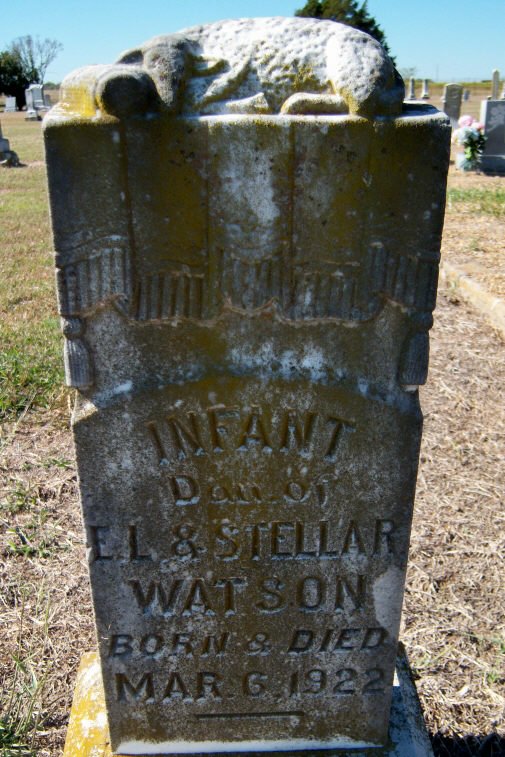 INFANT
Dau. of
E.L & STELLAR
WATSON
BORN & DIED
MAR. 6, 1922